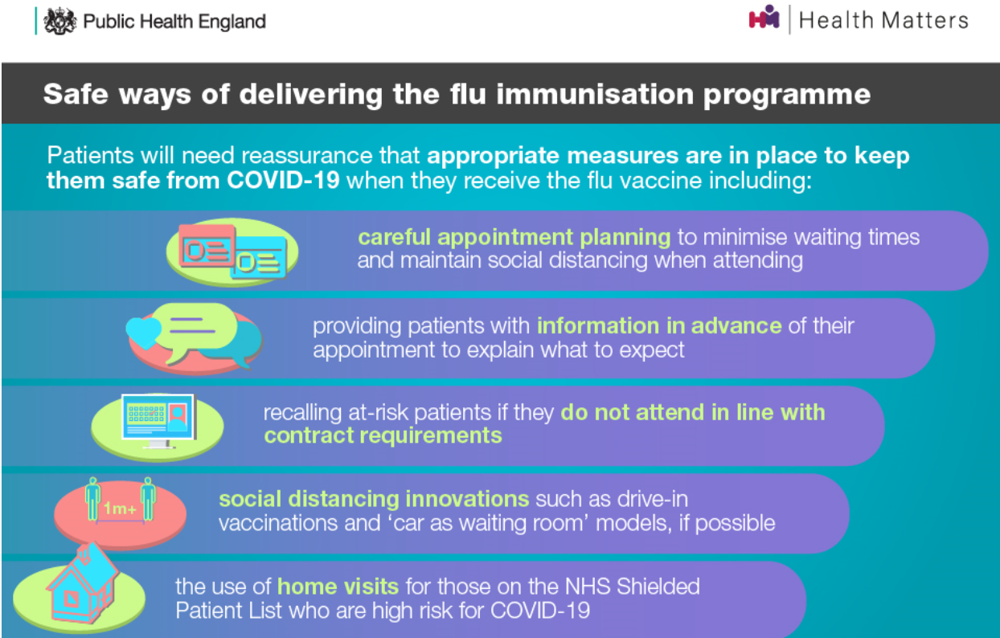 Public Health England
Health Matters
Safe ways of delivering the flu immunisation programme
Patients will need reassurance that appropriate measures are in place to keep
them safe from COVID-19 when they receive the flu vaccine including:
careful appointment planning to minimise waiting times
and maintain social distancing when attending
providing patients with information in advance of their
appointment to explain what to expect
recalling at-risk patients if they do not attend in line with
contract requirements
1m+
social distancing innovations such as drive-in
vaccinations and ‘car as waiting room’ models, if possible
the use of home visits for those on the NHS Shielded
Patient List who are high risk for COVID-19